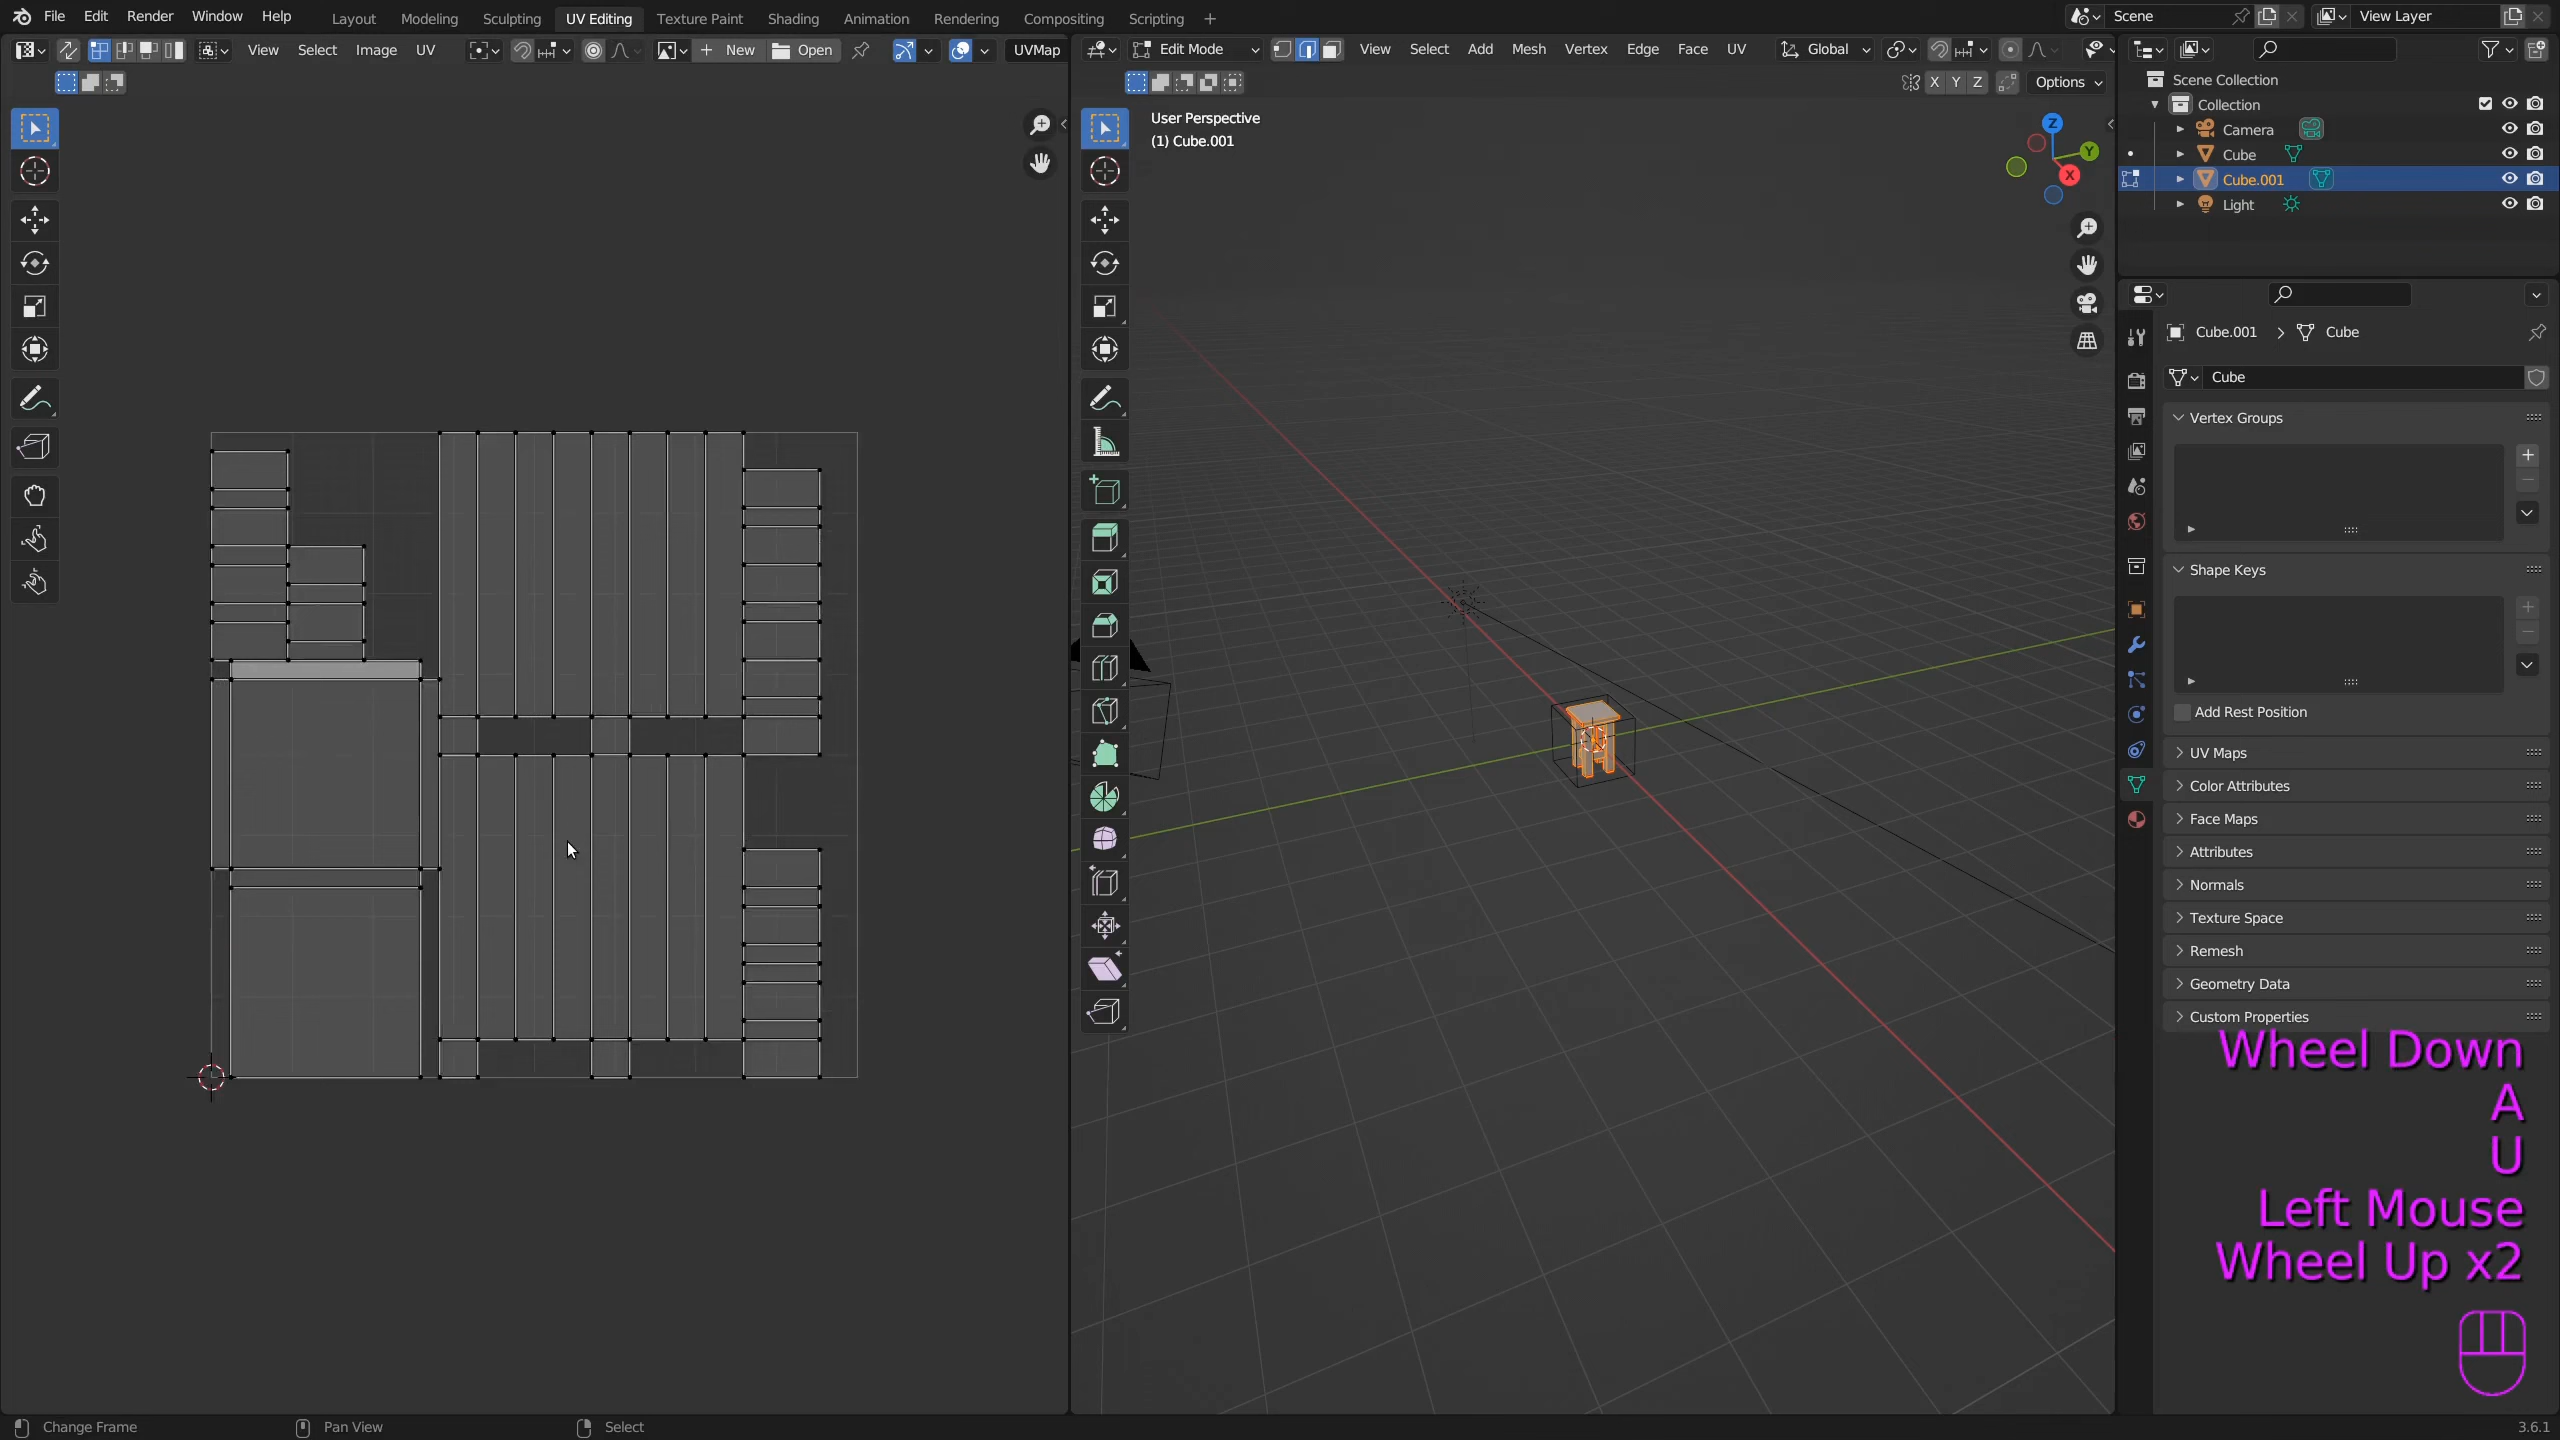 File Edit Render Window Help Layout Modeling Sculpting UV Editing Texture Paint Shading Animation Rendering Compositing Scripting + Scene View Layer
View Select Image UV New Open UVMap Edit Mode View Select Add Mesh Vertex Edge Face UV Global
X Y Z Options
User Perspective
(1) Cube.001
Z
Y
X
Scene Collection
Collection
Camera
Cube
Cube.001
Light
Cube.001 > Cube
Cube
Vertex Groups
Shape Keys
Add Rest Position
UV Maps
Color Attributes
Face Maps
Attributes
Normals
Texture Space
Remesh
Geometry Data
Custom Properties
Wheel Down
A
U
Left Mouse
Wheel Up x2
Change Frame Pan View Select 3.6.1